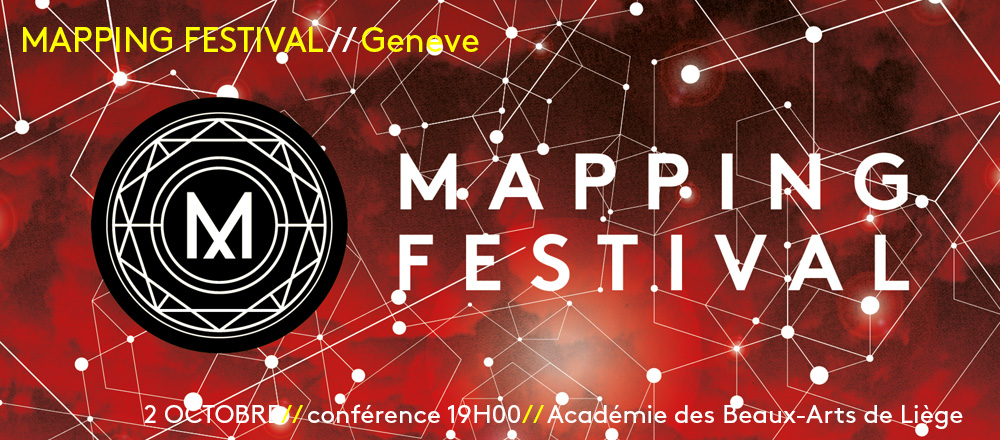 MAPPING FESTIVAL//Geneve
M
MAPPING
FESTIVAL
2 OCTOBRE// conférence 19H00// Académie des Beaux-Arts de Liège